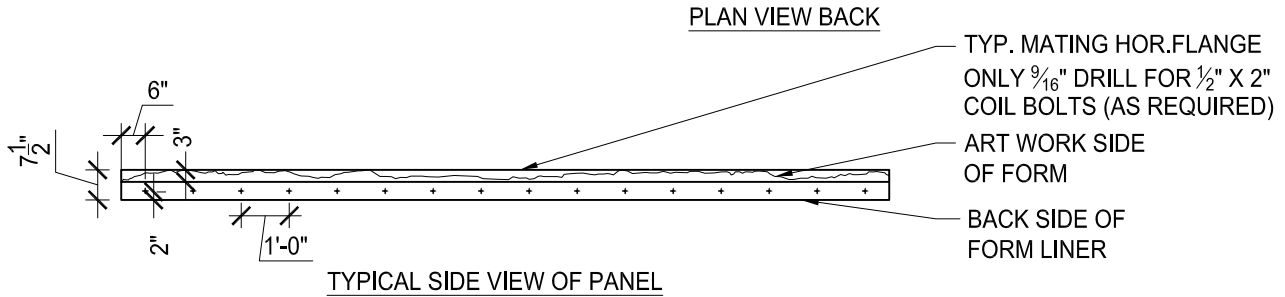 PLAN VIEW BACK
TYP. MATING HOR.FLANGE
ONLY 9/16" DRILL FOR 1/2" X 2"
COIL BOLTS (AS REQUIRED)
6"
7 1/2"
3"
ART WORK SIDE
OF FORM
BACK SIDE OF
FORM LINER
2"
1'-0"
TYPICAL SIDE VIEW OF PANEL